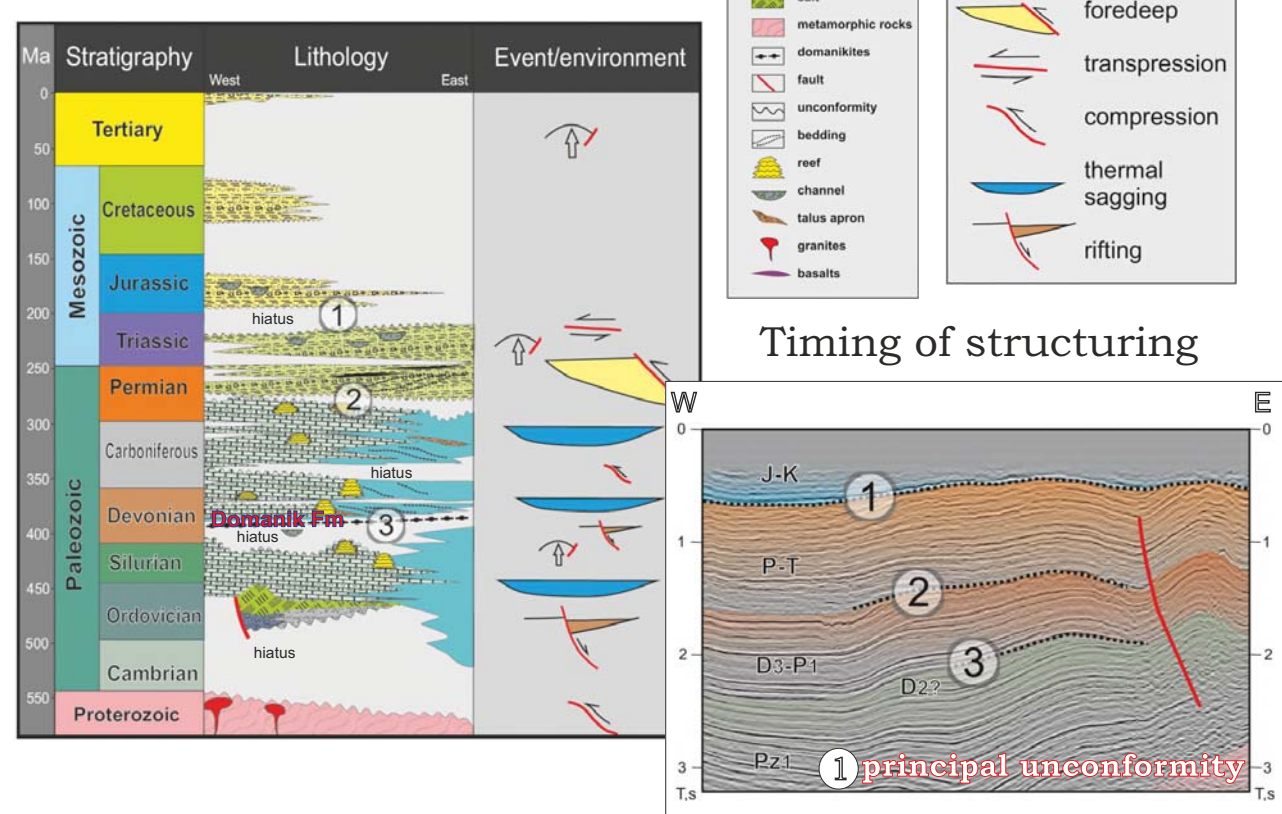 Ma
Stratigraphy
Lithology
West
East
Event/environment
0
50
100
150
200
250
300
350
400
450
500
550
Tertiary
Mesozoic
Cretaceous
Jurassic
Triassic
Paleozoic
Permian
Carboniferous
Devonian
Silurian
Ordovician
Cambrian
Proterozoic
hiatus
1
2
hiatus
Domanik Fm
3
hiatus
hiatus
metamorphic rocks
domanikites
fault
unconformity
bedding
reef
channel
talus apron
granites
basalts
foredeep
transpression
compression
thermal
sagging
rifting
Timing of structuring
W
E
0
0
J-K
1
1
1
P-T
2
2
2
D3-P1
3
D2?
Pz1
3
3
T,s
T,s
1 principal unconformity